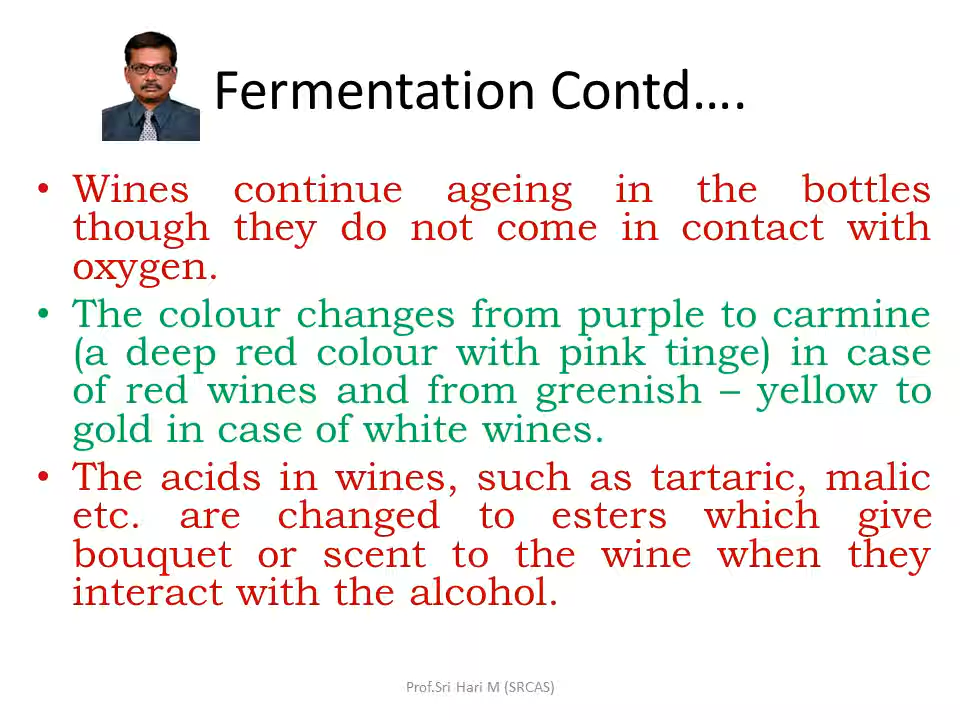 Fermentation Contd….
• Wines continue ageing in the bottles
though they do not come in contact with
oxygen.
• The colour changes from purple to carmine
(a deep red colour with pink tinge) in case
of red wines and from greenish – yellow to
gold in case of white wines.
• The acids in wines, such as tartaric, malic
etc. are changed to esters which give
bouquet or scent to the wine when they
interact with the alcohol.
Prof.Sri Hari M (SRCAS)